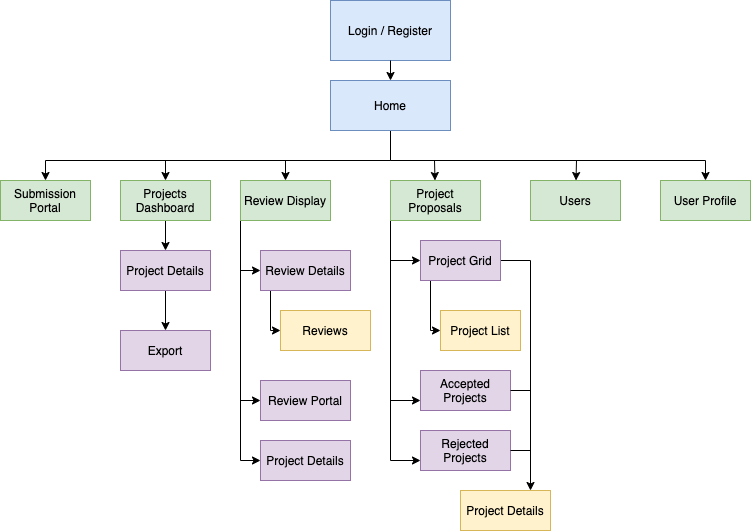 Login / Register
Home
Submission
Portal
Projects
Dashboard
Review Display
Project
Proposals
Users
User Profile
Project Details
Review Details
Project Grid
Export
Reviews
Project List
Review Portal
Accepted
Projects
Project Details
Rejected
Projects
Project Details